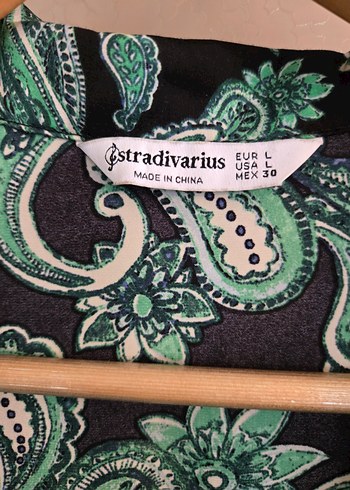 stradivarius
MADE IN CHINA
EUR L
USA L
MEX 30